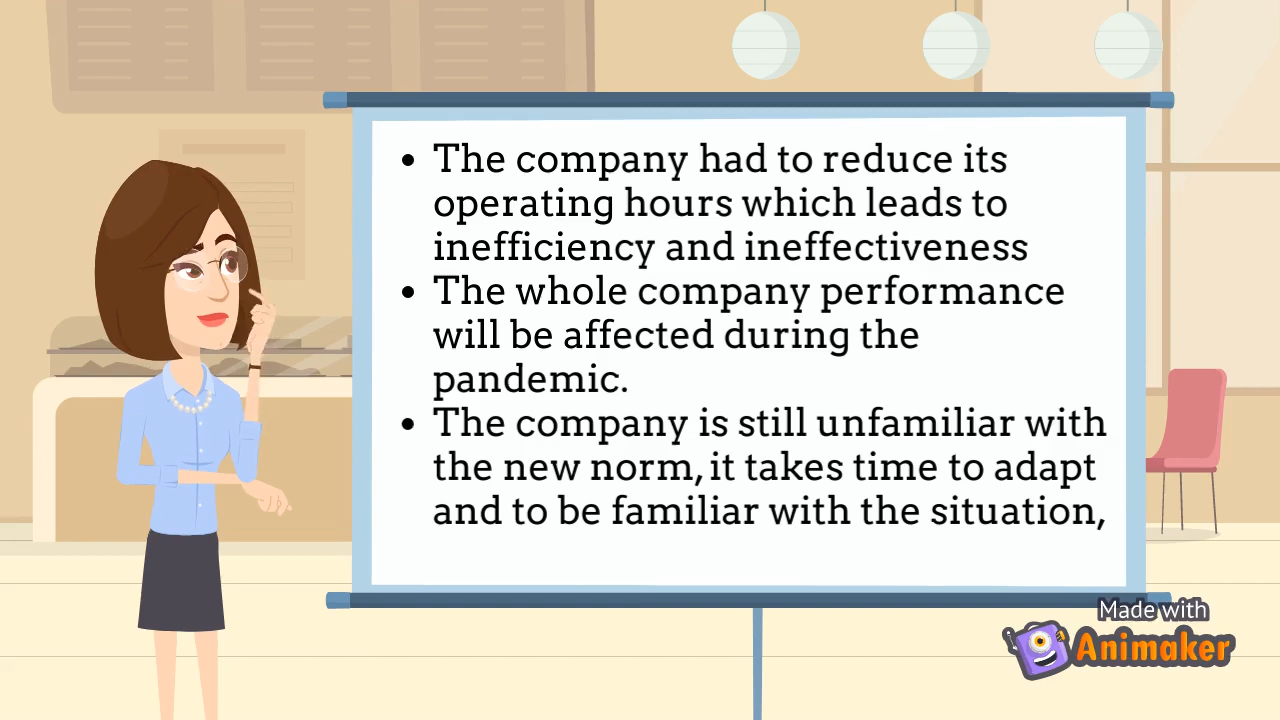 • The company had to reduce its
operating hours which leads to
inefficiency and ineffectiveness
• The whole company performance
will be affected during the
pandemic.
• The company is still unfamiliar with
the new norm, it takes time to adapt
and to be familiar with the situation,
Made with
Animaker